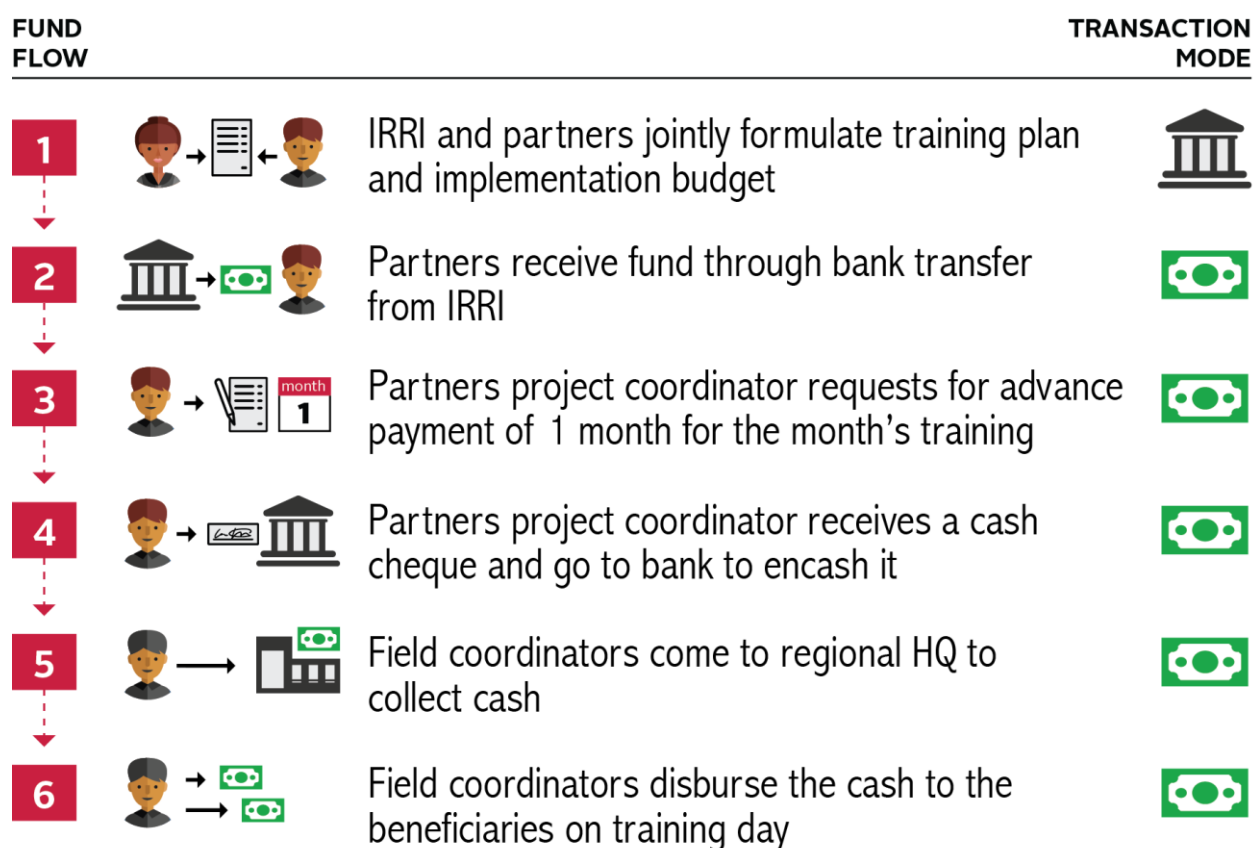 FUND
FLOW
TRANSACTION
MODE
1
IRRI and partners jointly formulate training plan
and implementation budget
2
Partners receive fund through bank transfer
from IRRI
3
month
1
Partners project coordinator requests for advance
payment of 1 month for the month's training
4
Partners project coordinator receives a cash
cheque and go to bank to encash it
5
Field coordinators come to regional HQ to
collect cash
6
Field coordinators disburse the cash to the
beneficiaries on training day